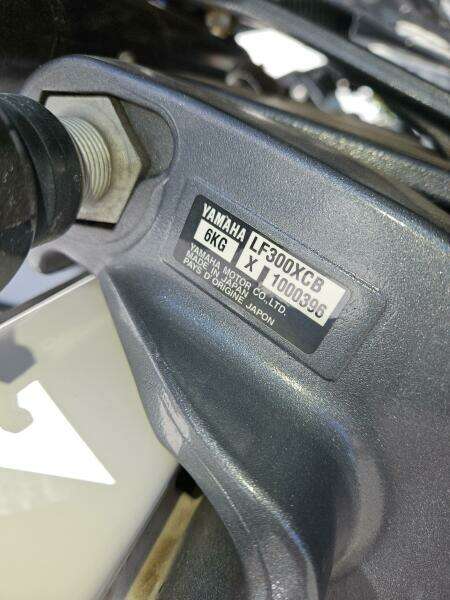 YAMAHA LF300XCB
6KG X 1000396
YAMAHA MOTOR CO.,LTD.
MADE IN JAPAN
PAYS D'ORIGINE JAPON